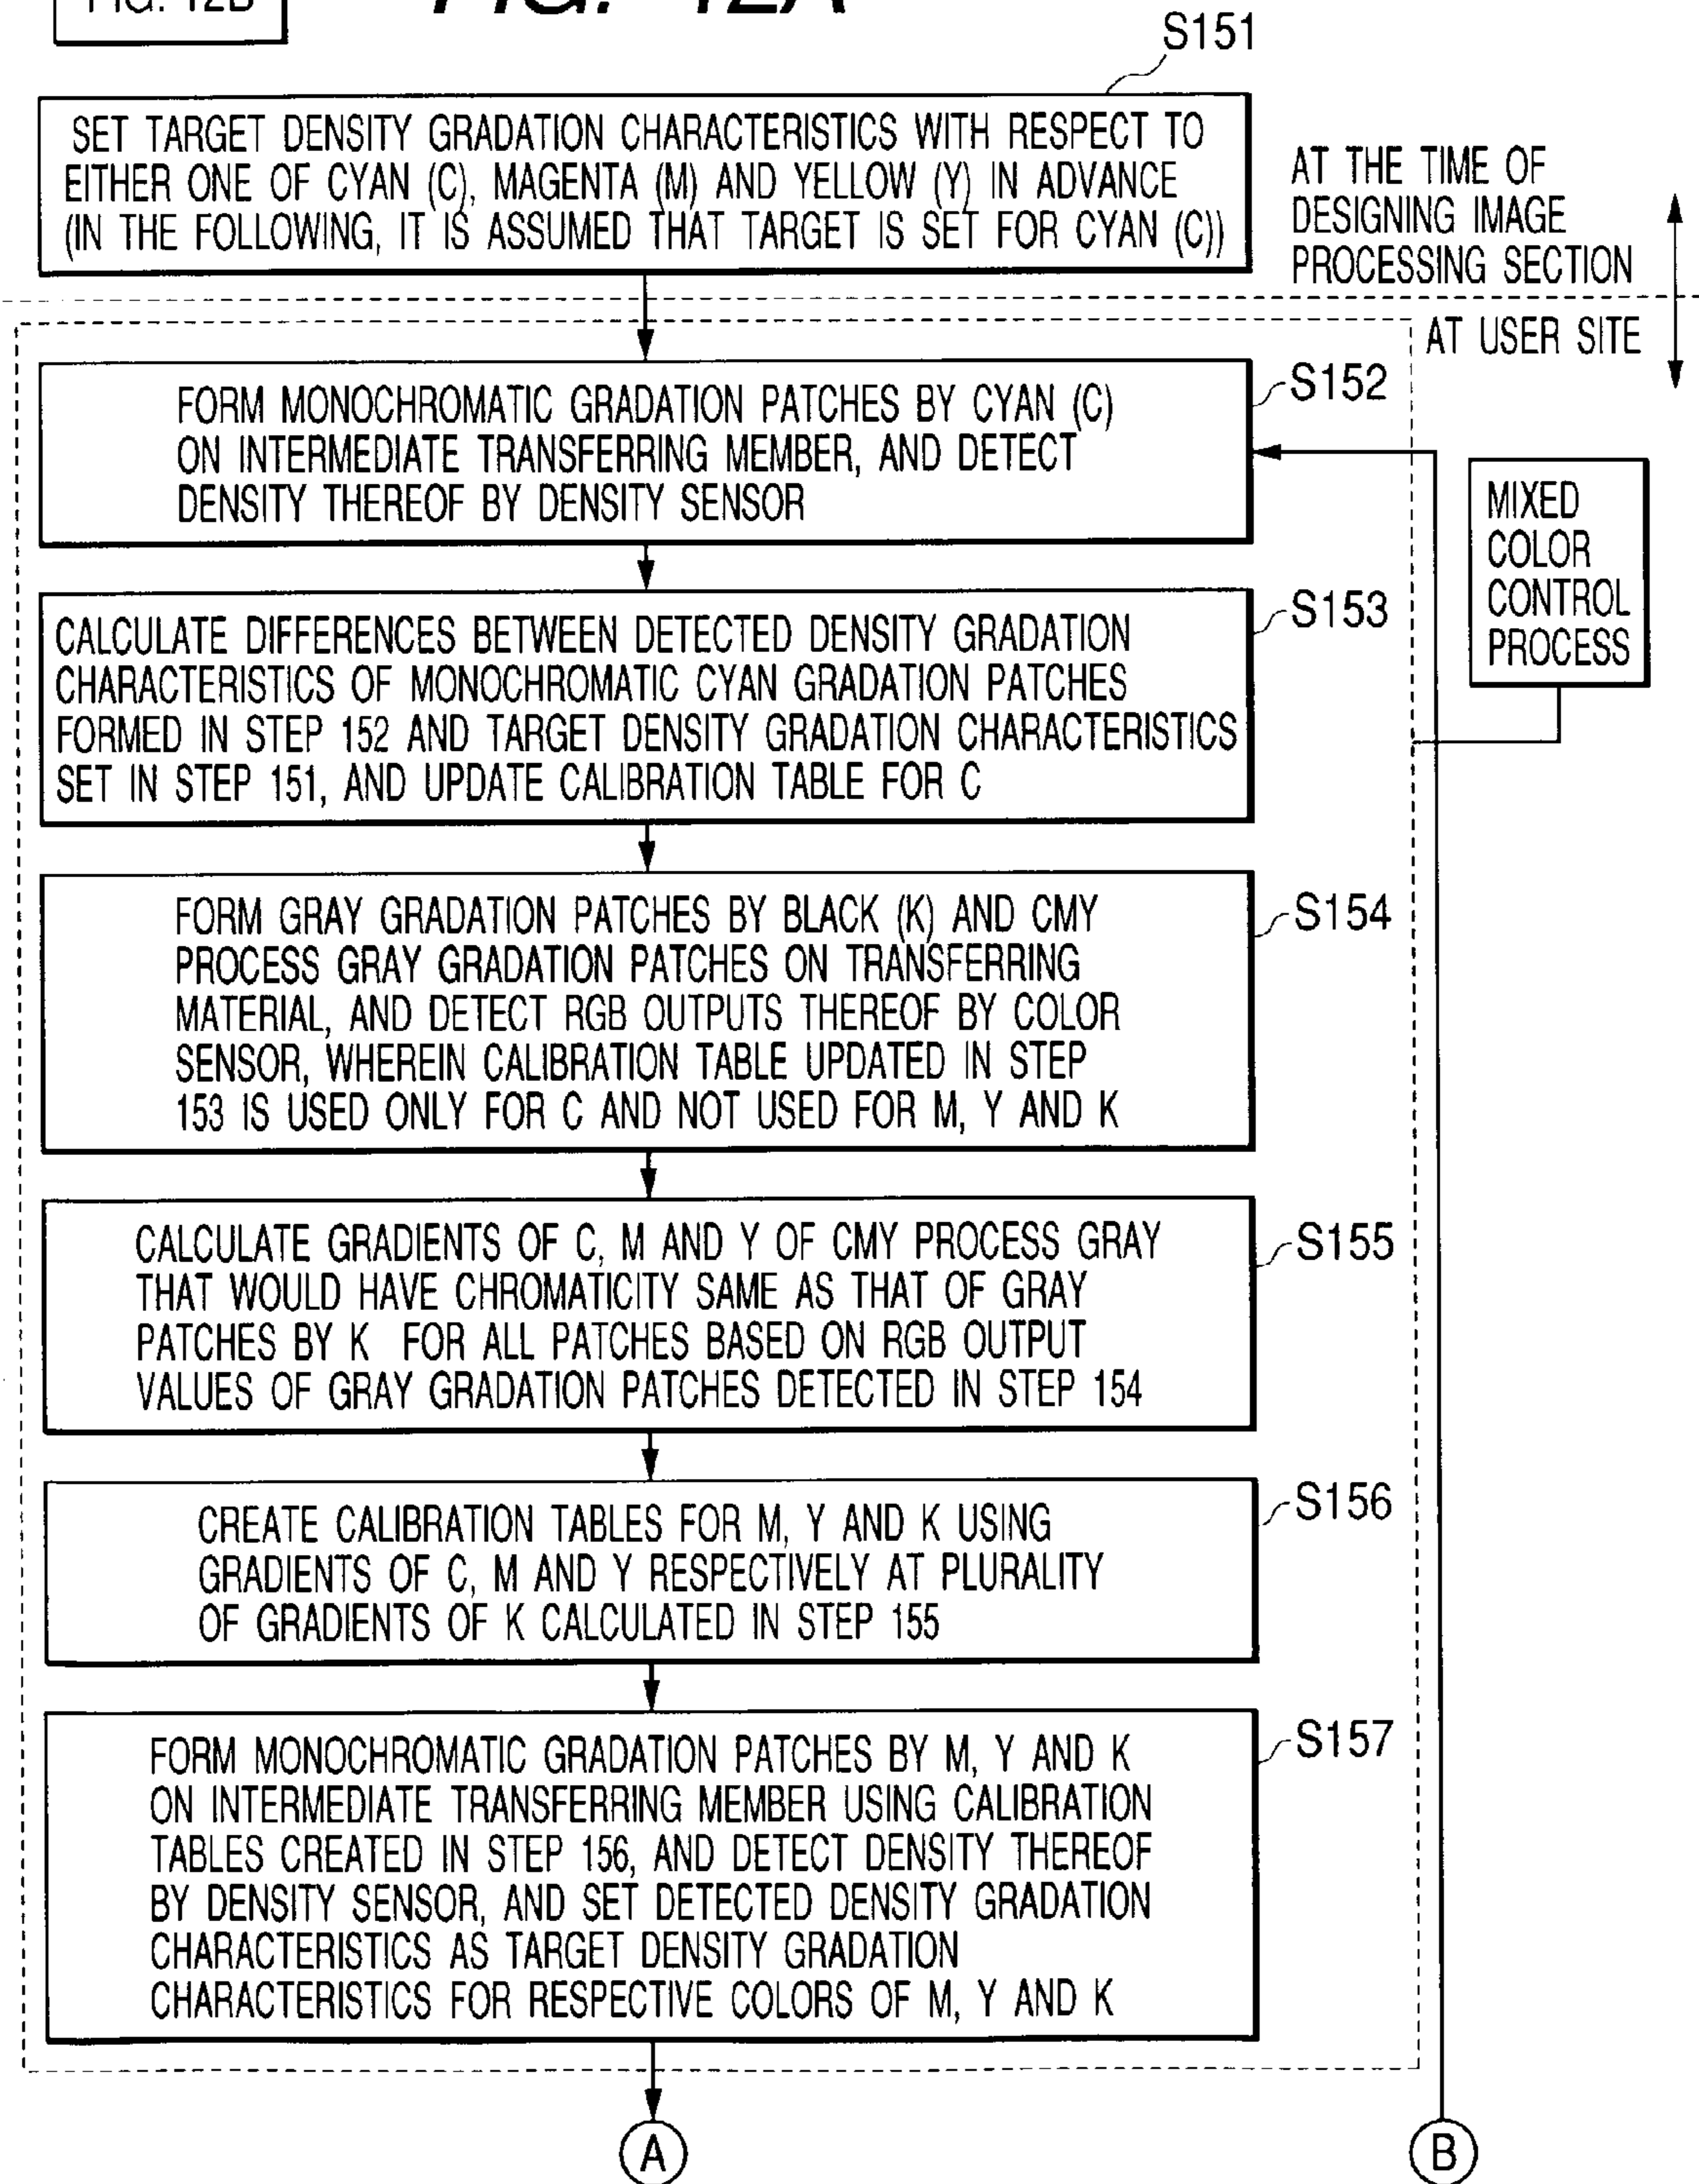 FIG. 12B
FIG. 12A
S151
SET TARGET DENSITY GRADATION CHARACTERISTICS WITH RESPECT TO
EITHER ONE OF CYAN (C), MAGENTA (M) AND YELLOW (Y) IN ADVANCE
(IN THE FOLLOWING, IT IS ASSUMED THAT TARGET IS SET FOR CYAN (C))
AT THE TIME OF
DESIGNING IMAGE
PROCESSING SECTION
AT USER SITE
S152
FORM MONOCHROMATIC GRADATION PATCHES BY CYAN (C)
ON INTERMEDIATE TRANSFERRING MEMBER, AND DETECT
DENSITY THEREOF BY DENSITY SENSOR
MIXED
COLOR
CONTROL
PROCESS
S153
CALCULATE DIFFERENCES BETWEEN DETECTED DENSITY GRADATION
CHARACTERISTICS OF MONOCHROMATIC CYAN GRADATION PATCHES
FORMED IN STEP 152 AND TARGET DENSITY GRADATION CHARACTERISTICS
SET IN STEP 151, AND UPDATE CALIBRATION TABLE FOR C
S154
FORM GRAY GRADATION PATCHES BY BLACK (K) AND CMY
PROCESS GRAY GRADATION PATCHES ON TRANSFERRING
MATERIAL, AND DETECT RGB OUTPUTS THEREOF BY COLOR
SENSOR, WHEREIN CALIBRATION TABLE UPDATED IN STEP
153 IS USED ONLY FOR C AND NOT USED FOR M, Y AND K
S155
CALCULATE GRADIENTS OF C, M AND Y OF CMY PROCESS GRAY
THAT WOULD HAVE CHROMATICITY SAME AS THAT OF GRAY
PATCHES BY K FOR ALL PATCHES BASED ON RGB OUTPUT
VALUES OF GRAY GRADATION PATCHES DETECTED IN STEP 154
S156
CREATE CALIBRATION TABLES FOR M, Y AND K USING
GRADIENTS OF C, M AND Y RESPECTIVELY AT PLURALITY
OF GRADIENTS OF K CALCULATED IN STEP 155
S157
FORM MONOCHROMATIC GRADATION PATCHES BY M, Y AND K
ON INTERMEDIATE TRANSFERRING MEMBER USING CALIBRATION
TABLES CREATED IN STEP 156, AND DETECT DENSITY THEREOF
BY DENSITY SENSOR, AND SET DETECTED DENSITY GRADATION
CHARACTERISTICS AS TARGET DENSITY GRADATION
CHARACTERISTICS FOR RESPECTIVE COLORS OF M, Y AND K
A
B